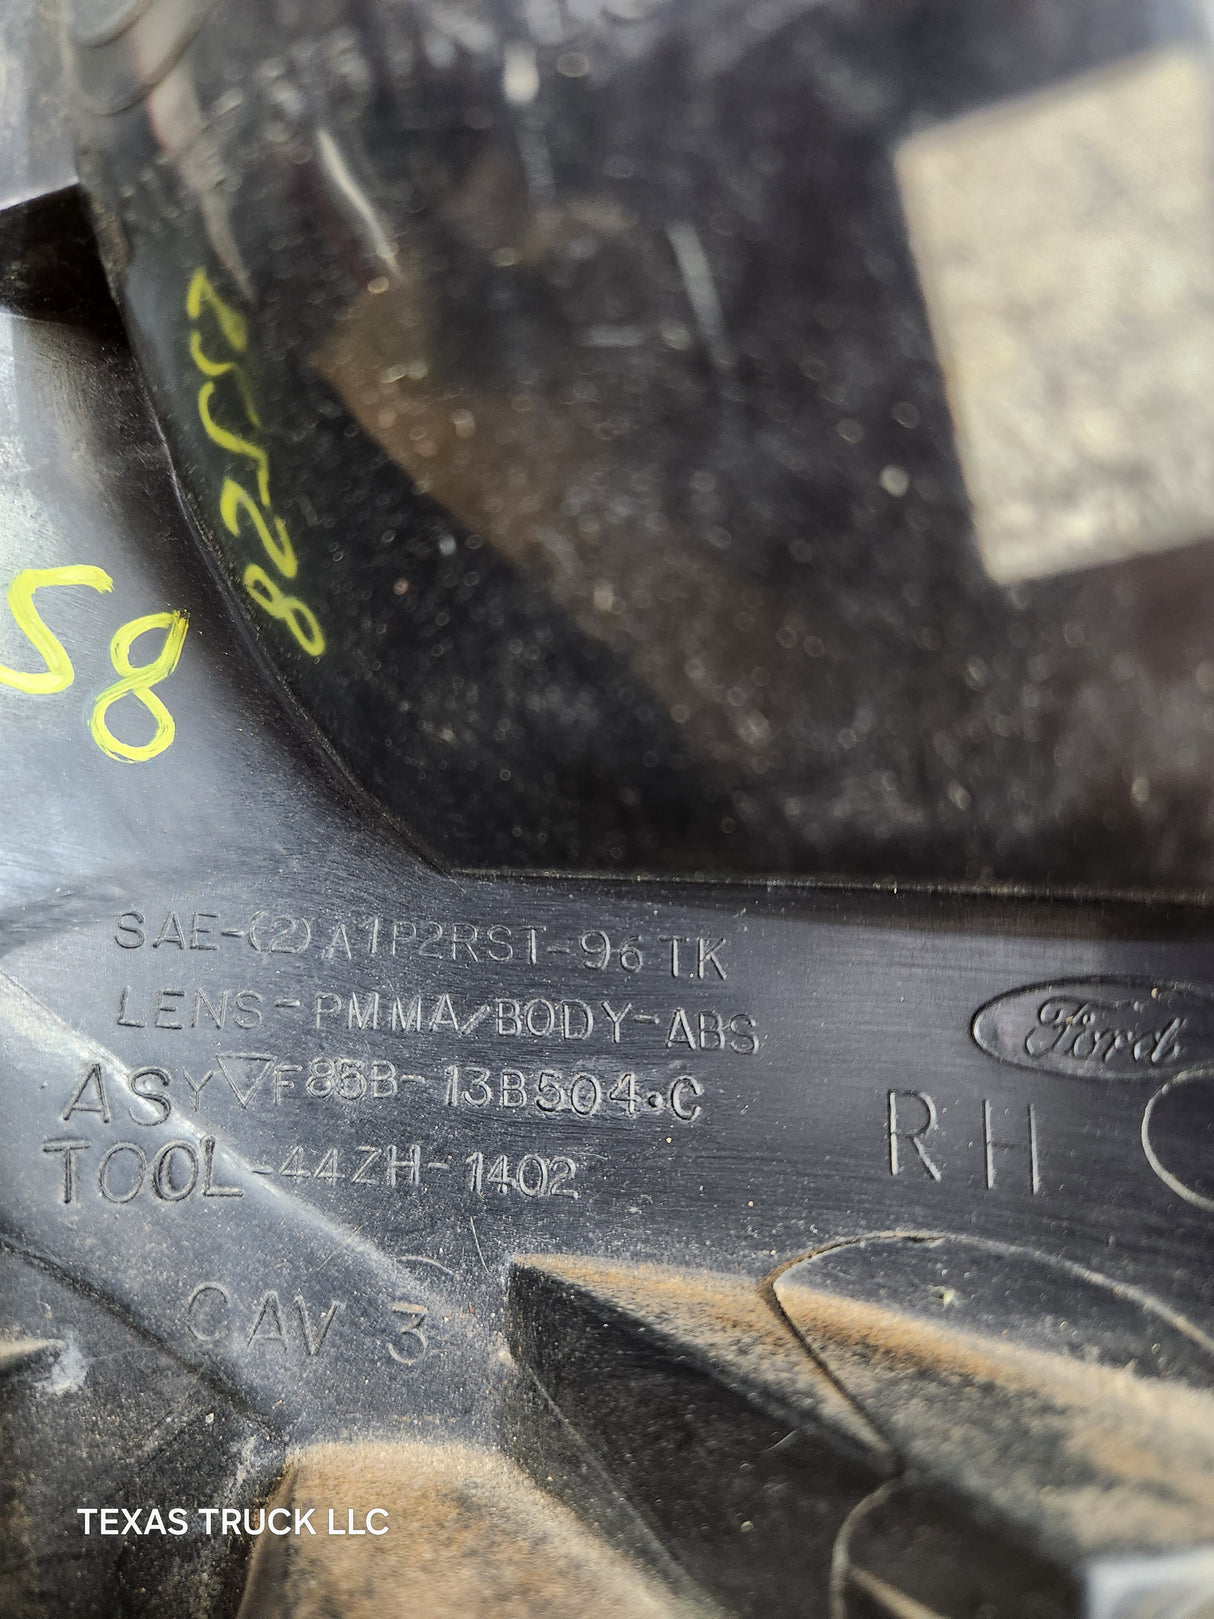 58
SAE-(2)A1P2RST-96 TK
LENS-PMMA/BODY-ABS
ASY F85B-13B504-C
TOOL-44ZH-1402
CAV 3
Ford
RH
TEXAS TRUCK LLC